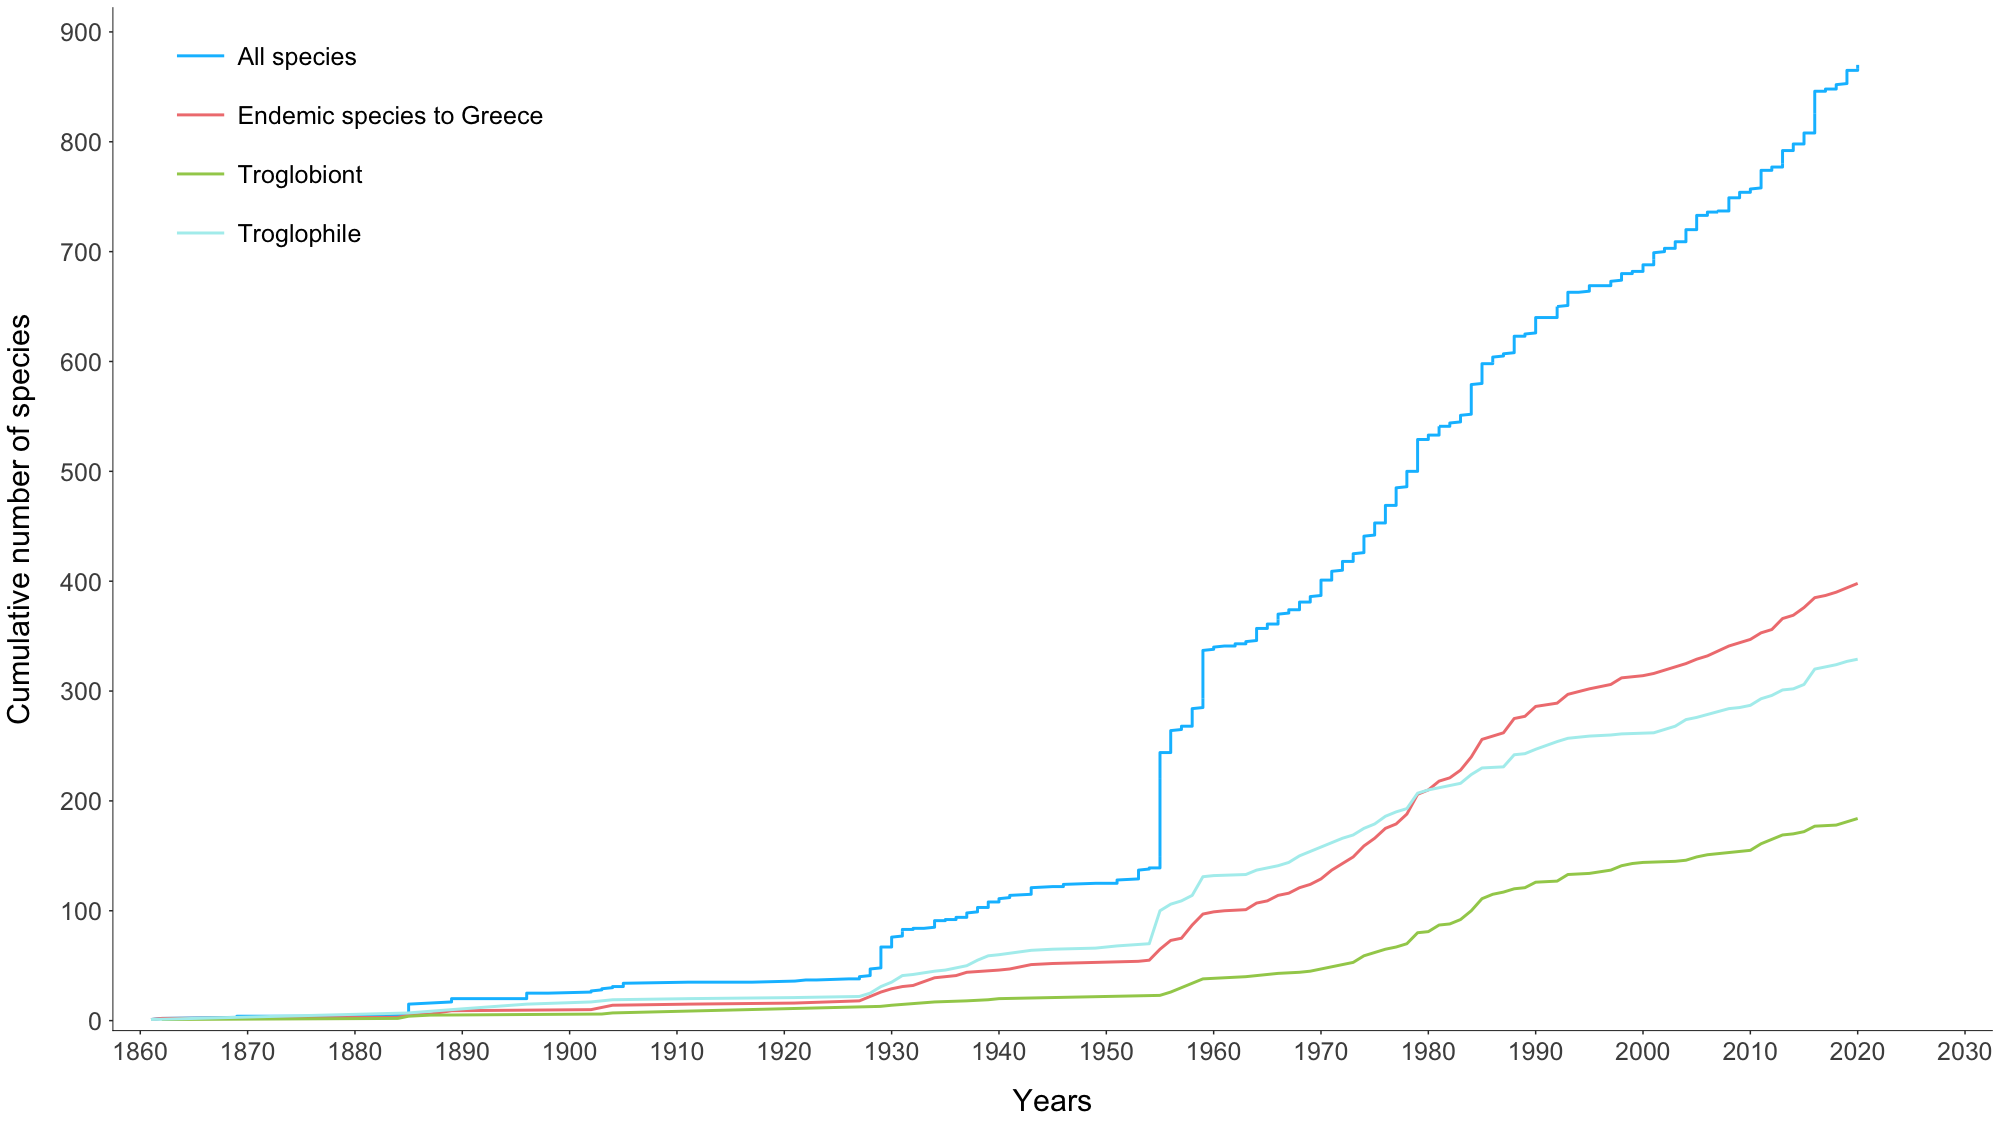 All species
Endemic species to Greece
Troglobiont
Troglophile
Cumulative number of species
900
800
700
600
500
400
300
200
100
0
1860 1870 1880 1890 1900 1910 1920 1930 1940 1950 1960 1970 1980 1990 2000 2010 2020 2030
Years